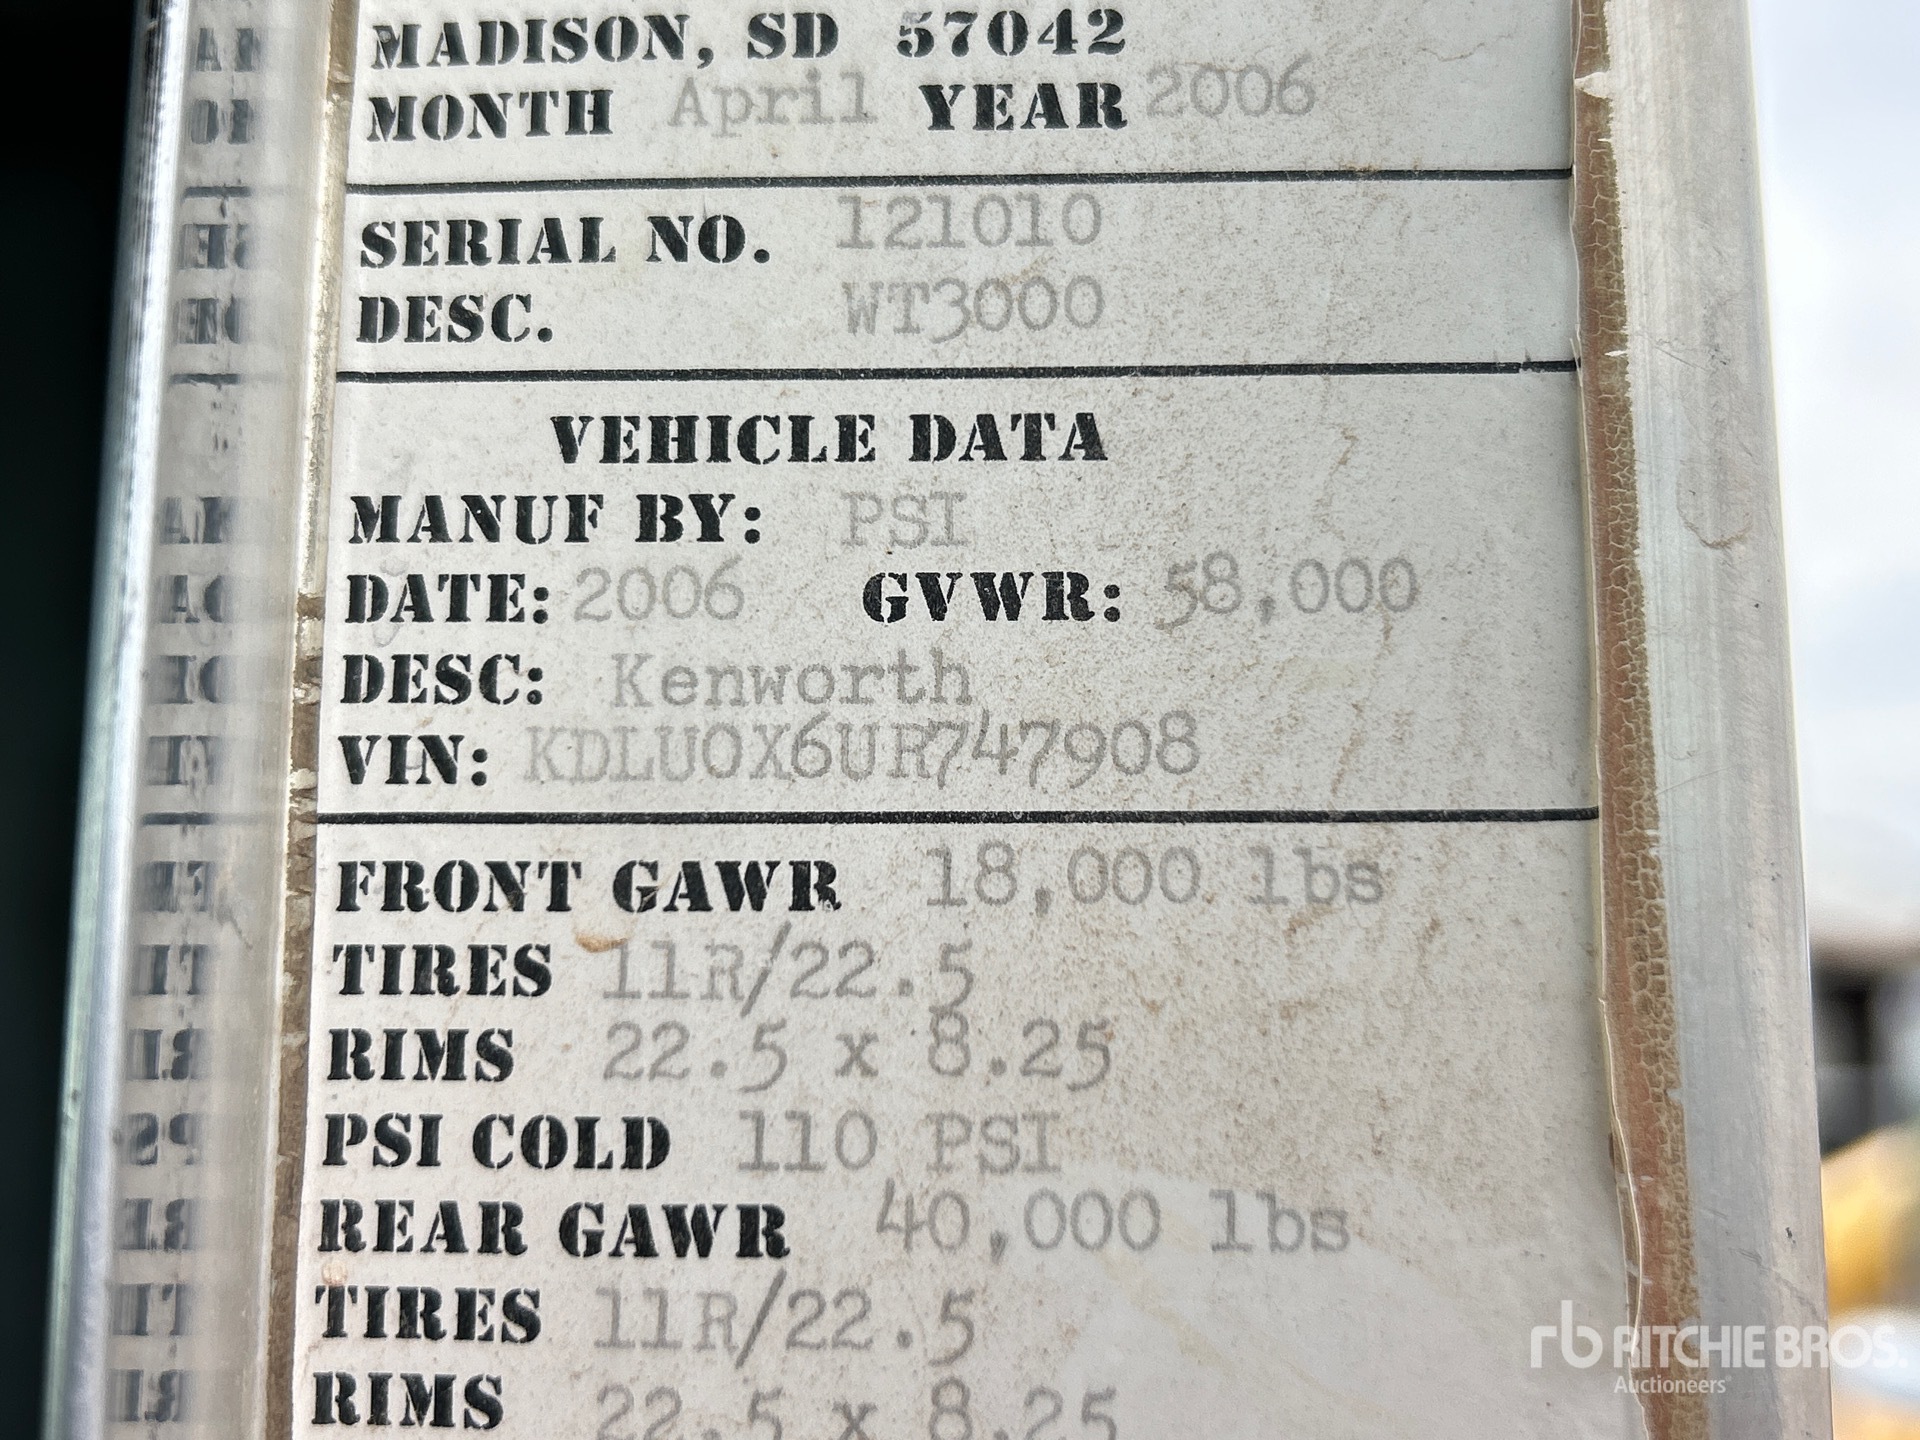 MADISON, SD 57042
MONTH April YEAR 2006
SERIAL NO. 121010
DESC. WT3000
VEHICLE DATA
MANUF BY: PSI
DATE: 2006 GVWR: 58,000
DESC: Kenworth
VIN: KDLU0X6UR747908
FRONT GAWR 18,000 lbs
TIRES 11R/22.5
RIMS 22.5 x 8.25
PSI COLD 110 PSI
REAR GAWR 40,000 lbs
TIRES 11R/22.5
RIMS 22.5 x 8.25
rb RITCHIE BROS.
Auctioneers